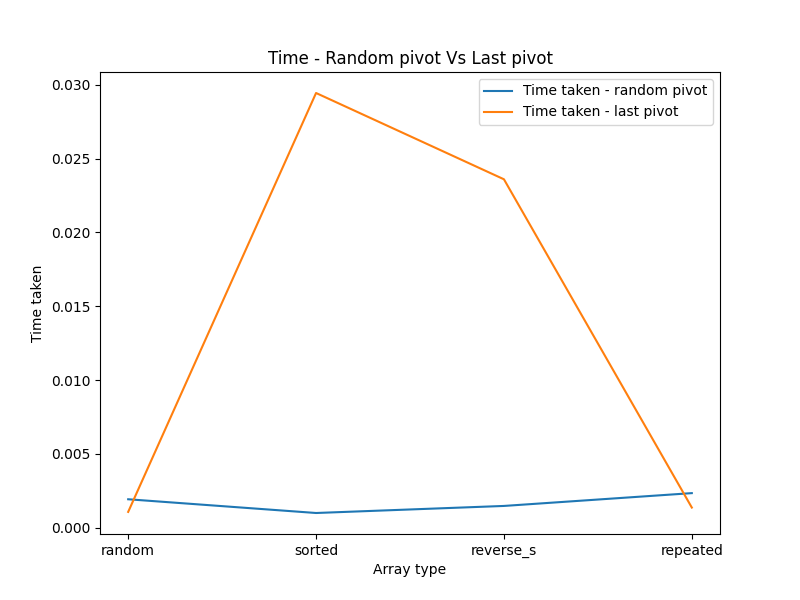 Time - Random pivot Vs Last pivot
Time taken - random pivot
Time taken - last pivot
0.030
0.025
0.020
0.015
0.010
0.005
0.000
Time taken
random sorted reverse_s repeated
Array type